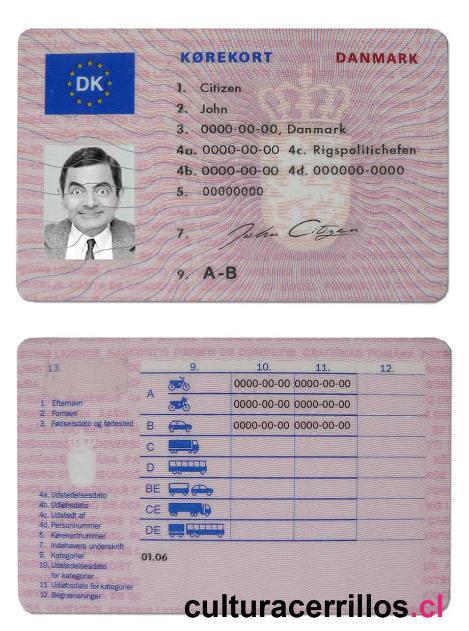 DK
KØREKORT DANMARK
1. Citizen
2. John
3. 0000-00-00, Danmark
4a. 0000-00-00 4c. Rigspolitichefen
4b. 0000-00-00 4d. 000000-0000
5. 00000000
7. John Citizen
9. A-B
13. 9. 10. 11. 12.
A 0000-00-00 0000-00-00
0000-00-00 0000-00-00
B 0000-00-00 0000-00-00
C
D
BE
CE
DE
1. Efternavn
2. Fornavn
3. Fødselsdato og fødested
4a. Udstedelsesdato
4b. Udløbsdato
4c. Udstedt af
4d. Personnummer
5. Kørekortnummer
7. Indehavers underskrift
9. Kategorier
10. Udstedelsesdato
for kategorier
11. Udløbsdato for kategorier
12. Begrænsninger
01.06
culturacerrillos.cl